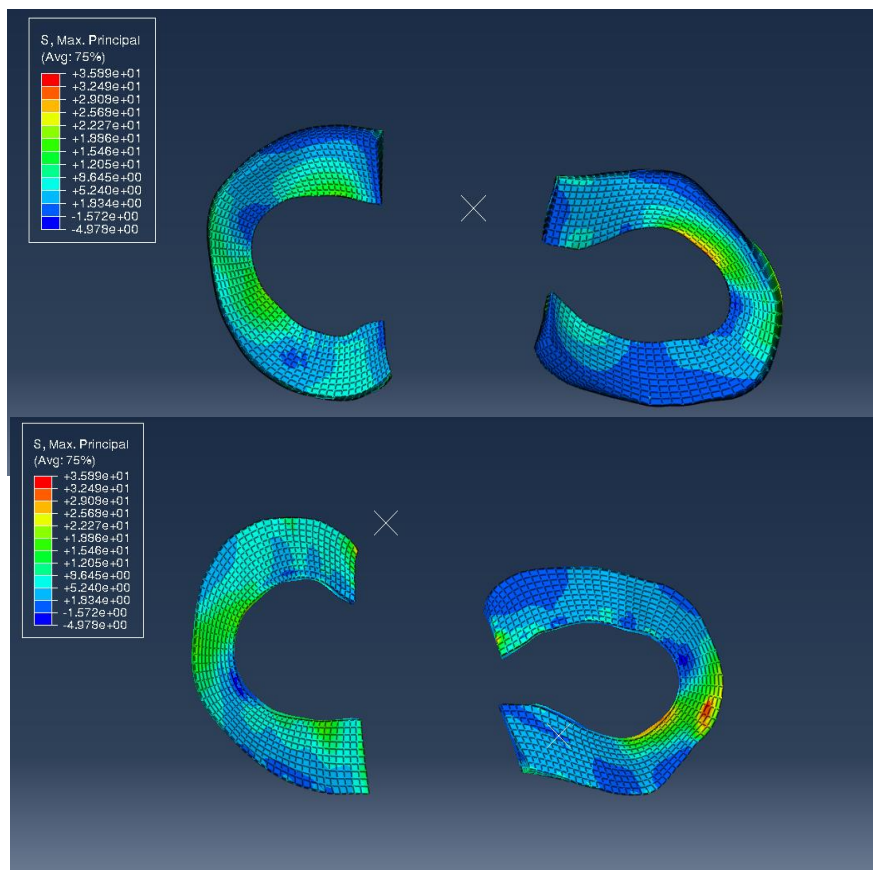 S, Max. Principal
(Avg: 75%)
+3.589e+01
+3.249e+01
+2.908e+01
+2.568e+01
+2.227e+01
+1.886e+01
+1.546e+01
+1.205e+01
+8.645e+00
+5.240e+00
+1.834e+00
-1.572e+00
-4.978e+00
S, Max. Principal
(Avg: 75%)
+3.589e+01
+3.249e+01
+2.908e+01
+2.568e+01
+2.227e+01
+1.886e+01
+1.546e+01
+1.205e+01
+8.645e+00
+5.240e+00
+1.834e+00
-1.572e+00
-4.978e+00